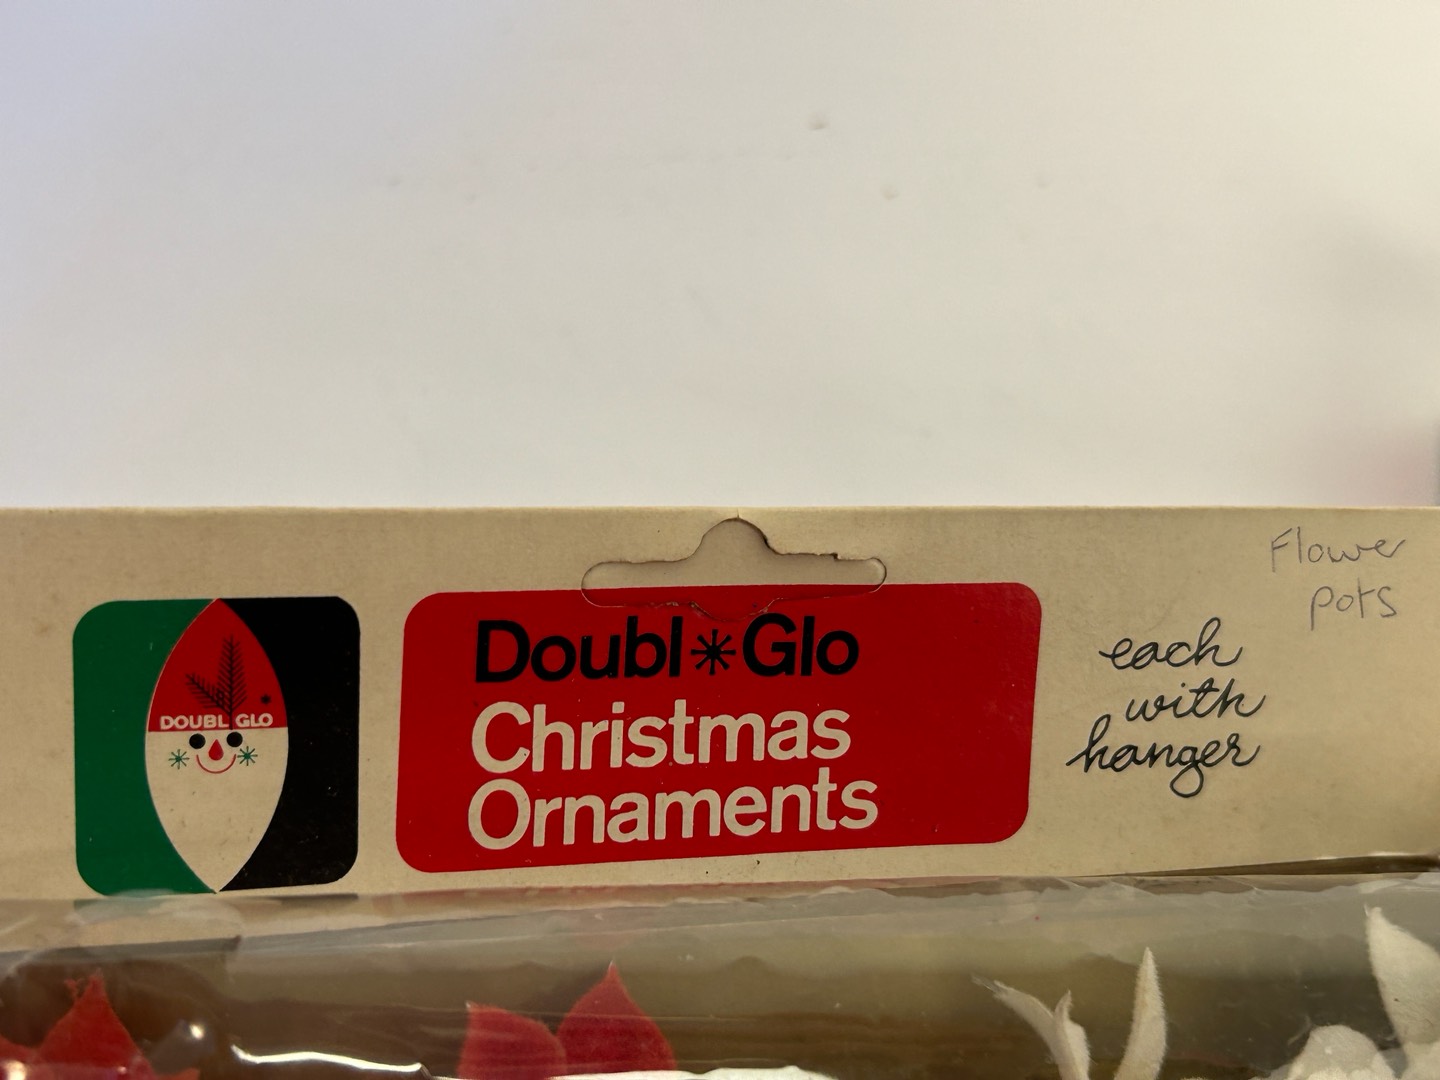 DOUBL GLO
Doubl*Glo
Christmas
Ornaments
Flower
pots
each
with
hanger